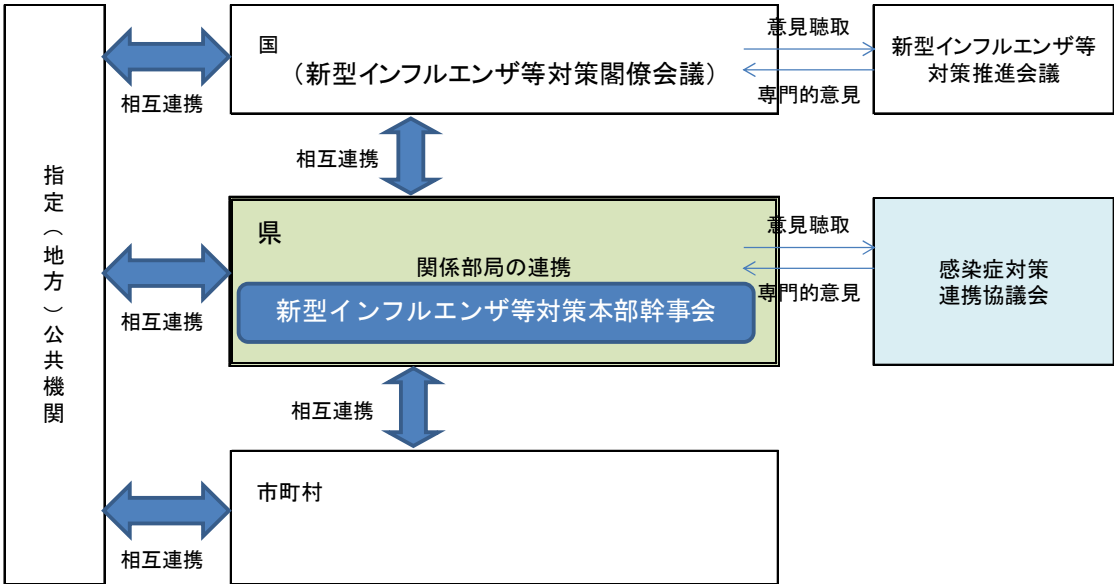 国
（新型インフルエンザ等対策閣僚会議）
意見聴取
専門的意見
新型インフルエンザ等
対策推進会議
相互連携
相互連携
指定（地方）公共機関
県
関係部局の連携
新型インフルエンザ等対策本部幹事会
意見聴取
専門的意見
感染症対策
連携協議会
相互連携
相互連携
市町村
相互連携